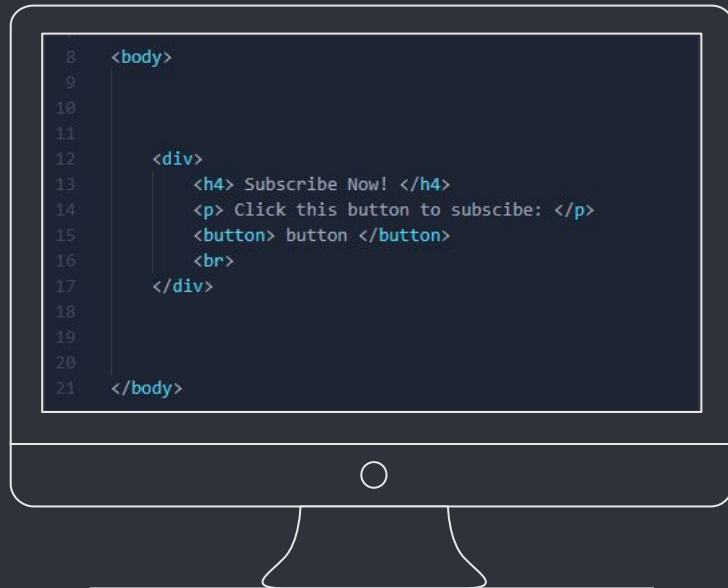 8 <body>
9
10
11
12 <div>
13 <h4> Subscribe Now! </h4>
14 <p> Click this button to subscibe: </p>
15 <button> button </button>
16 <br>
17 </div>
18
19
20
21 </body>